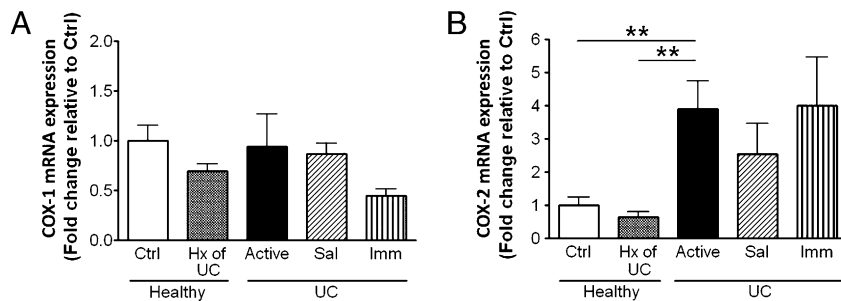 A
COX-1 mRNA expression
(Fold change relative to Ctrl)
2.0
1.5
1.0
0.5
0.0
Ctrl
Hx of
UC
Active
Sal
Imm
Healthy
UC
B
COX-2 mRNA expression
(Fold change relative to Ctrl)
6
5
4
3
2
1
0
**
**
Ctrl
Hx of
UC
Active
Sal
Imm
Healthy
UC